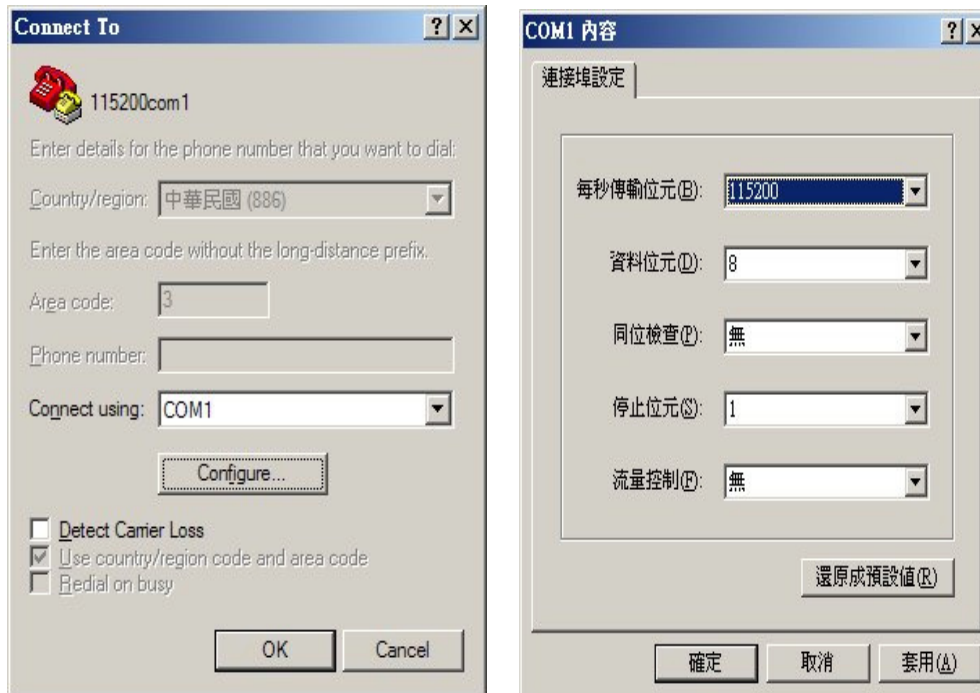 Connect To
115200com1
Enter details for the phone number that you want to dial:
Country/region: 中華民國 (886)
Enter the area code without the long-distance prefix.
Area code: 3
Phone number:
Connect using: COM1
Configure...
Detect Carrier Loss
Use country/region code and area code
Redial on busy
OK Cancel
COM1 內容
連接埠設定
每秒傳輸位元(B): 115200
資料位元(D): 8
同位檢查(P): 無
停止位元(S): 1
流量控制(F): 無
還原成預設值(R)
確定 取消 套用(A)